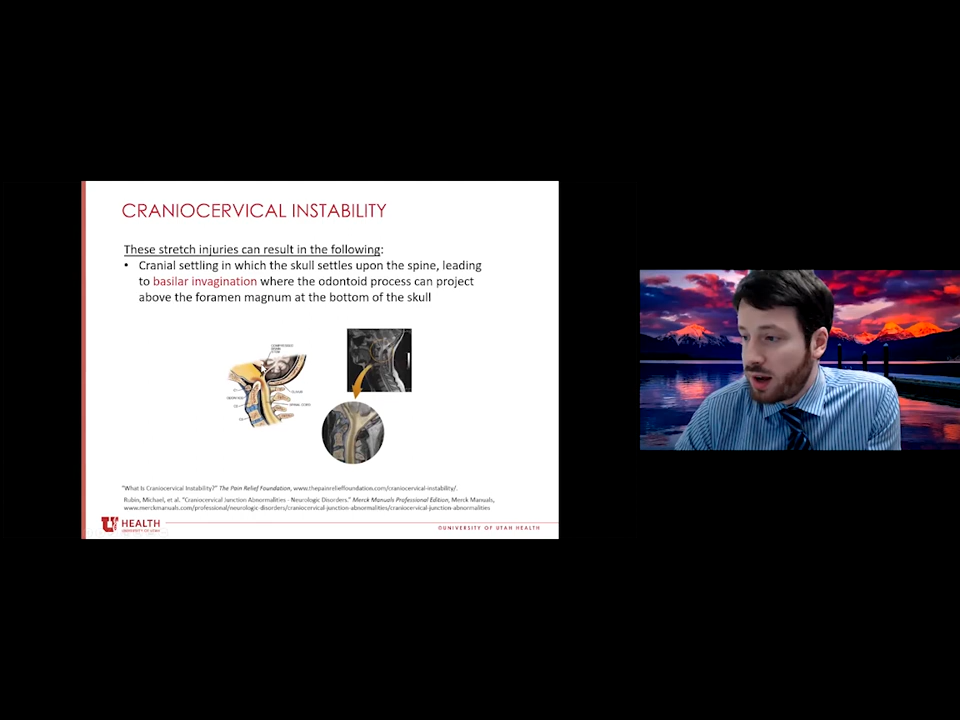 CRANIOCERVICAL INSTABILITY
These stretch injuries can result in the following:
• Cranial settling in which the skull settles upon the spine, leading
to basilar invagination where the odontoid process can project
above the foramen magnum at the bottom of the skull
"What Is Craniocervical Instability?" The Pain Relief Foundation, www.thepainrelieffoundation.com/craniocervical-instability/.
Rubin, Michael, et al. "Craniocervical Junction Abnormalities - Neurologic Disorders." Merck Manuals Professional Edition, Merck Manuals,
www.merckmanuals.com/professional/neurologic-disorders/craniocervical-junction-abnormalities/craniocervical-junction-abnormalities
HEALTH
UNIVERSITY OF UTAH
©UNIVERSITY OF UTAH HEALTH